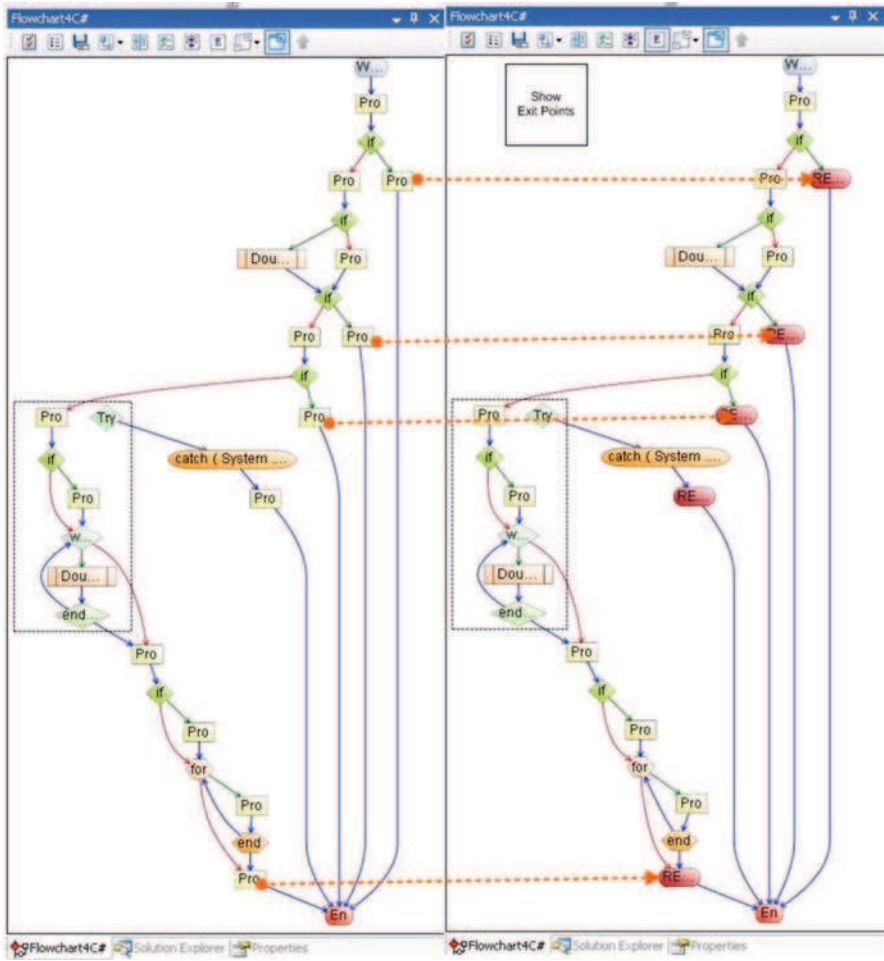 Flowchart4C#
W...
Pro
if
Pro
Pro
if
Dou...
Pro
if
Pro
Pro
if
Pro
Try
Pro
catch ( System ....
if
Pro
Pro
W...
Dou...
end...
Pro
if
Pro
for
Pro
end
Pro
En
Flowchart4C#
Solution Explorer
Properties
Flowchart4C#
Show
Exit Points
W...
Pro
if
Pro
RE...
if
Dou...
Pro
if
Pro
RE...
if
Pro
Try
RE...
catch ( System ....
if
Pro
RE...
W...
Dou...
end...
Pro
if
Pro
for
Pro
end
RE...
En
Flowchart4C#
Solution Explorer
Properties